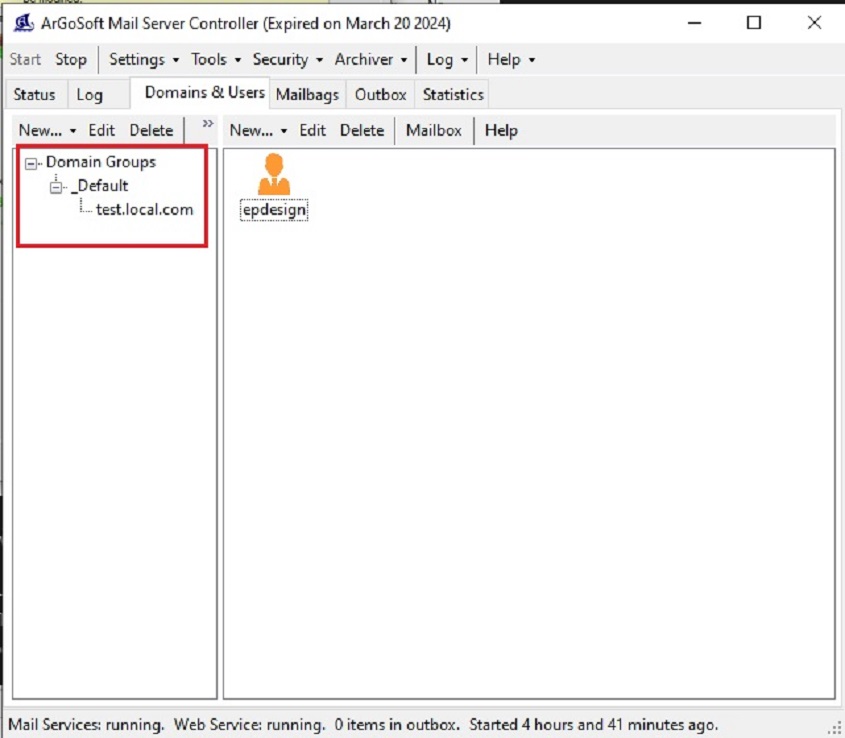 ArGoSoft Mail Server Controller (Expired on March 20 2024)
Start Stop Settings Tools Security Archiver Log Help
Status Log Domains & Users Mailbags Outbox Statistics
New... Edit Delete » New... Edit Delete Mailbox Help
Domain Groups
_Default
test.local.com
epdesign
Mail Services: running. Web Service: running. 0 items in outbox. Started 4 hours and 41 minutes ago.